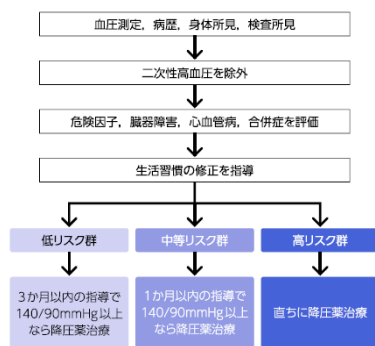 血圧測定，病歴，身体所見，検査所見
二次性高血圧を除外
危険因子，臓器障害，心血管病，合併症を評価
生活習慣の修正を指導
低リスク群
中等リスク群
高リスク群
3か月以内の指導で
140/90mmHg以上
なら降圧薬治療
1か月以内の指導で
140/90mmHg以上
なら降圧薬治療
直ちに降圧薬治療